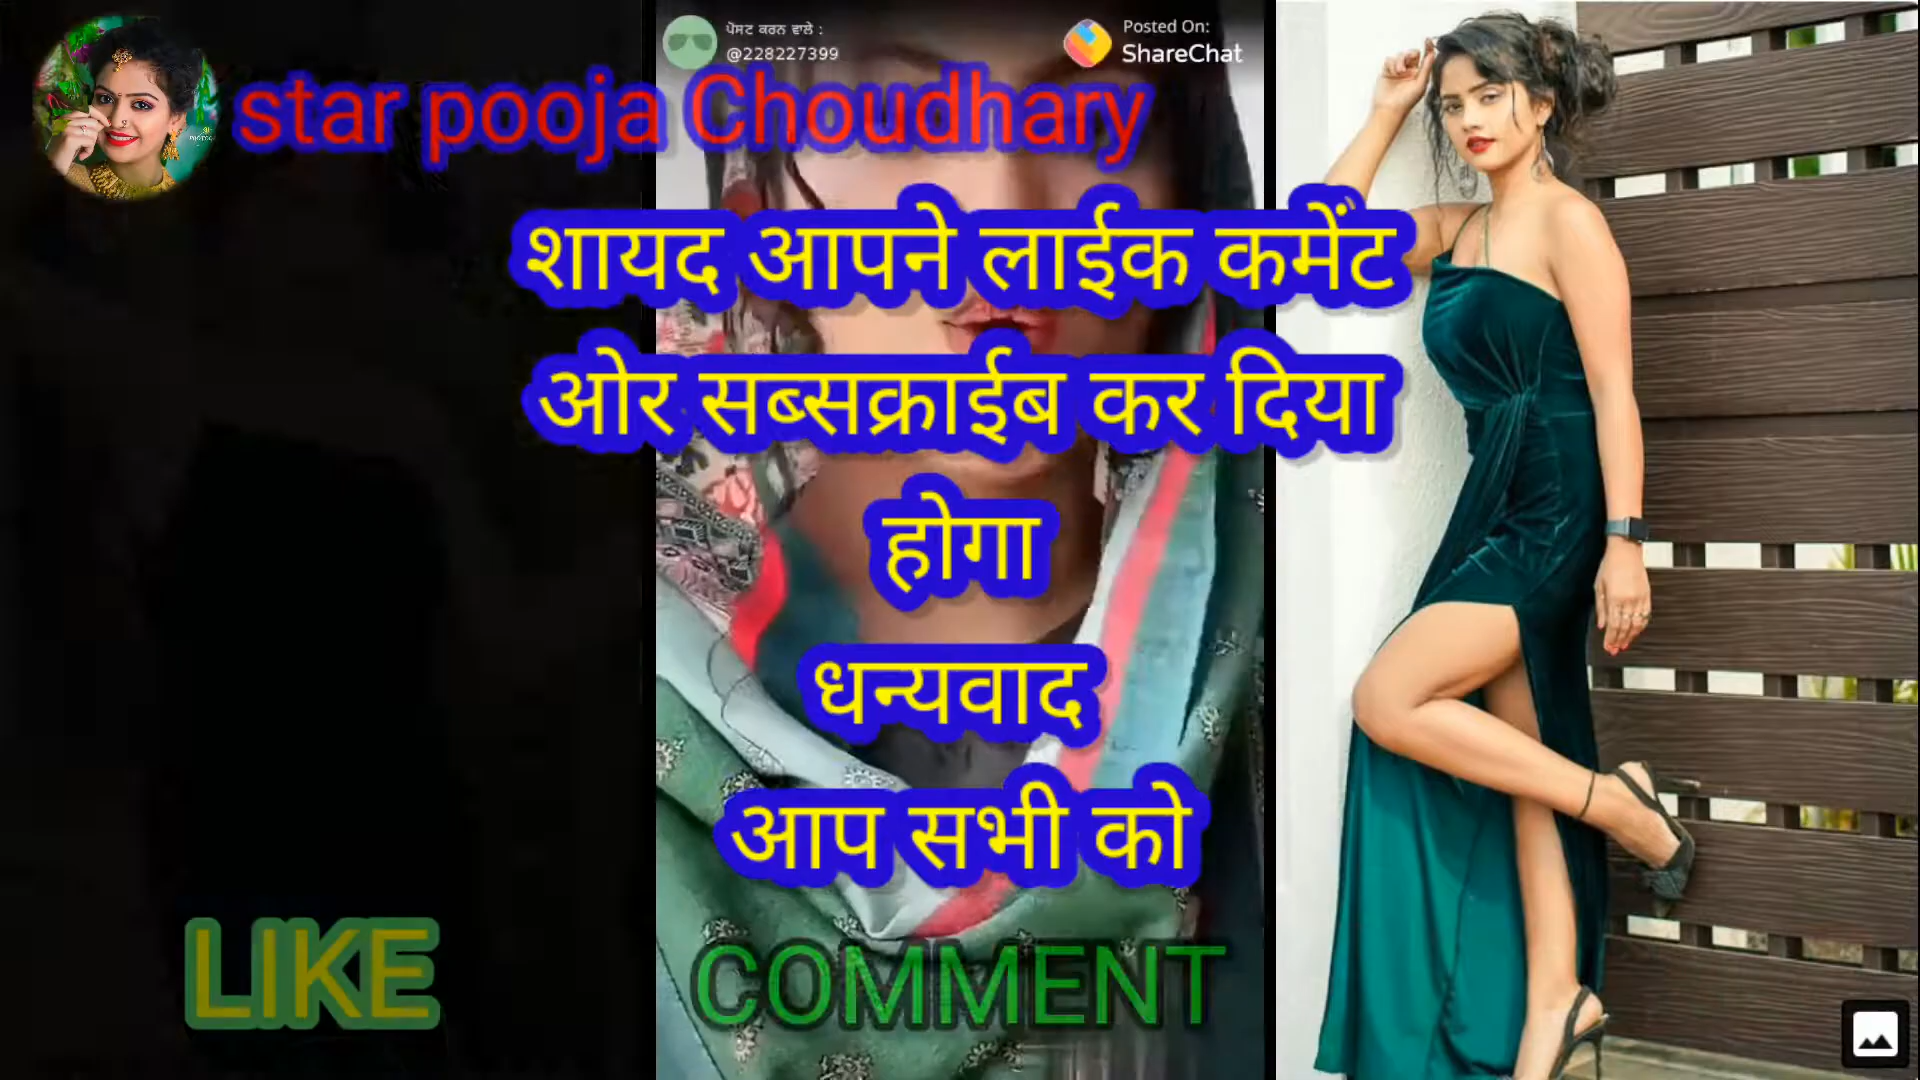 ਪੋਸਟ ਕਰਨ ਵਾਲੇ :
@228227399
Posted On:
ShareChat
star pooja Choudhary
शायद आपने लाईक कमेंट
ओर सब्सक्राईब कर दिया
होगा
धन्यवाद
आप सभी को
LIKE
COMMENT